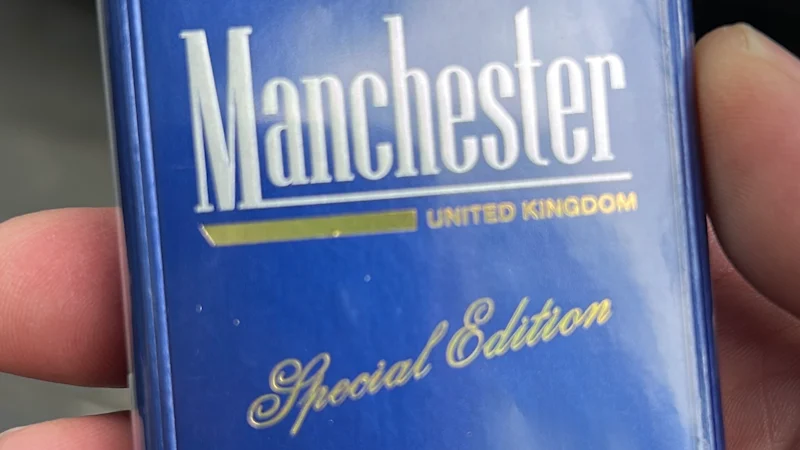 Manchester
UNITED KINGDOM
Special Edition